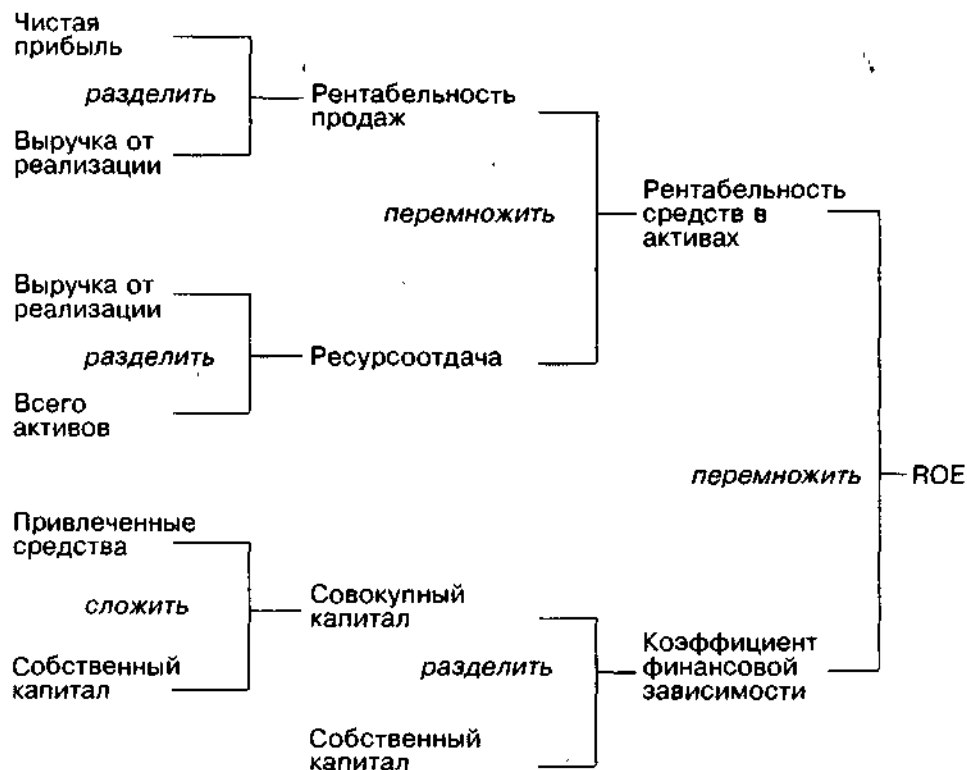 Чистая
прибыль
разделить
Рентабельность
продаж
Выручка от
реализации
перемножить
Рентабельность
средств в
активах
Выручка от
реализации
разделить
Ресурсоотдача
Всего
активов
перемножить
ROE
Привлеченные
средства
сложить
Совокупный
капитал
Собственный
капитал
разделить
Коэффициент
финансовой
зависимости
Собственный
капитал